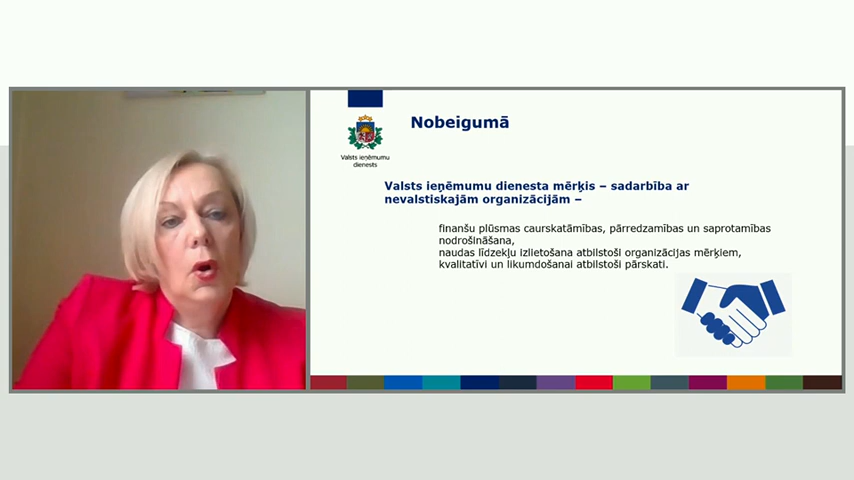 Nobeigumā
Valsts ieņēmumu
dienests
Valsts ieņēmumu dienesta mērķis – sadarbība ar
nevalstiskajām organizācijām –
finanšu plūsmas caurskatāmības, pārredzamības un saprotamības
nodrošināšana,
naudas līdzekļu izlietošana atbilstoši organizācijas mērķiem,
kvalitatīvi un likumdošanai atbilstoši pārskati.